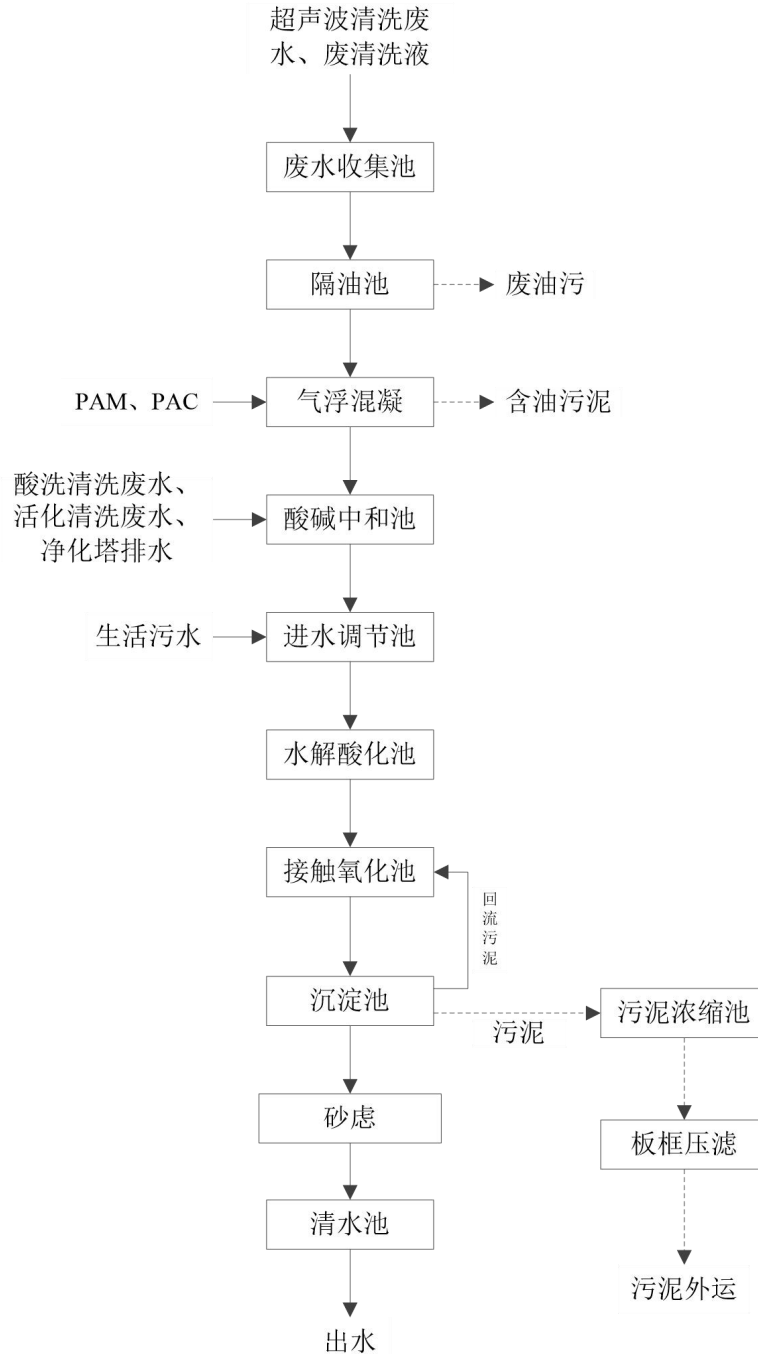 超声波清洗废
水、废清洗液
废水收集池
隔油池
废油污
PAM、PAC
气浮混凝
含油污泥
酸洗清洗废水、
活化清洗废水、
净化塔排水
酸碱中和池
生活污水
进水调节池
水解酸化池
接触氧化池
回
流
污
泥
沉淀池
污泥
污泥浓缩池
砂虑
板框压滤
清水池
污泥外运
出水